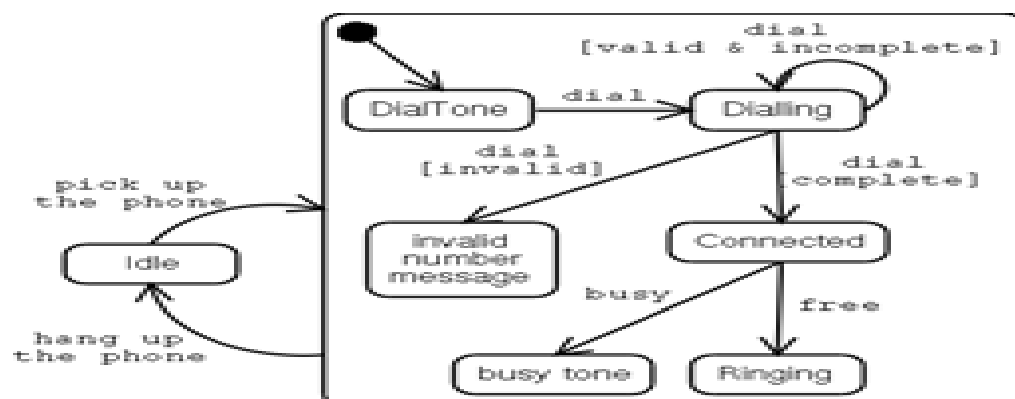 dial
[valid & incomplete]
DialTone
dial
Dialling
dial
[invalid]
dial
[complete]
pick up
the phone
Idle
invalid
number
message
Connected
hang up
the phone
busy
free
busy tone
Ringing